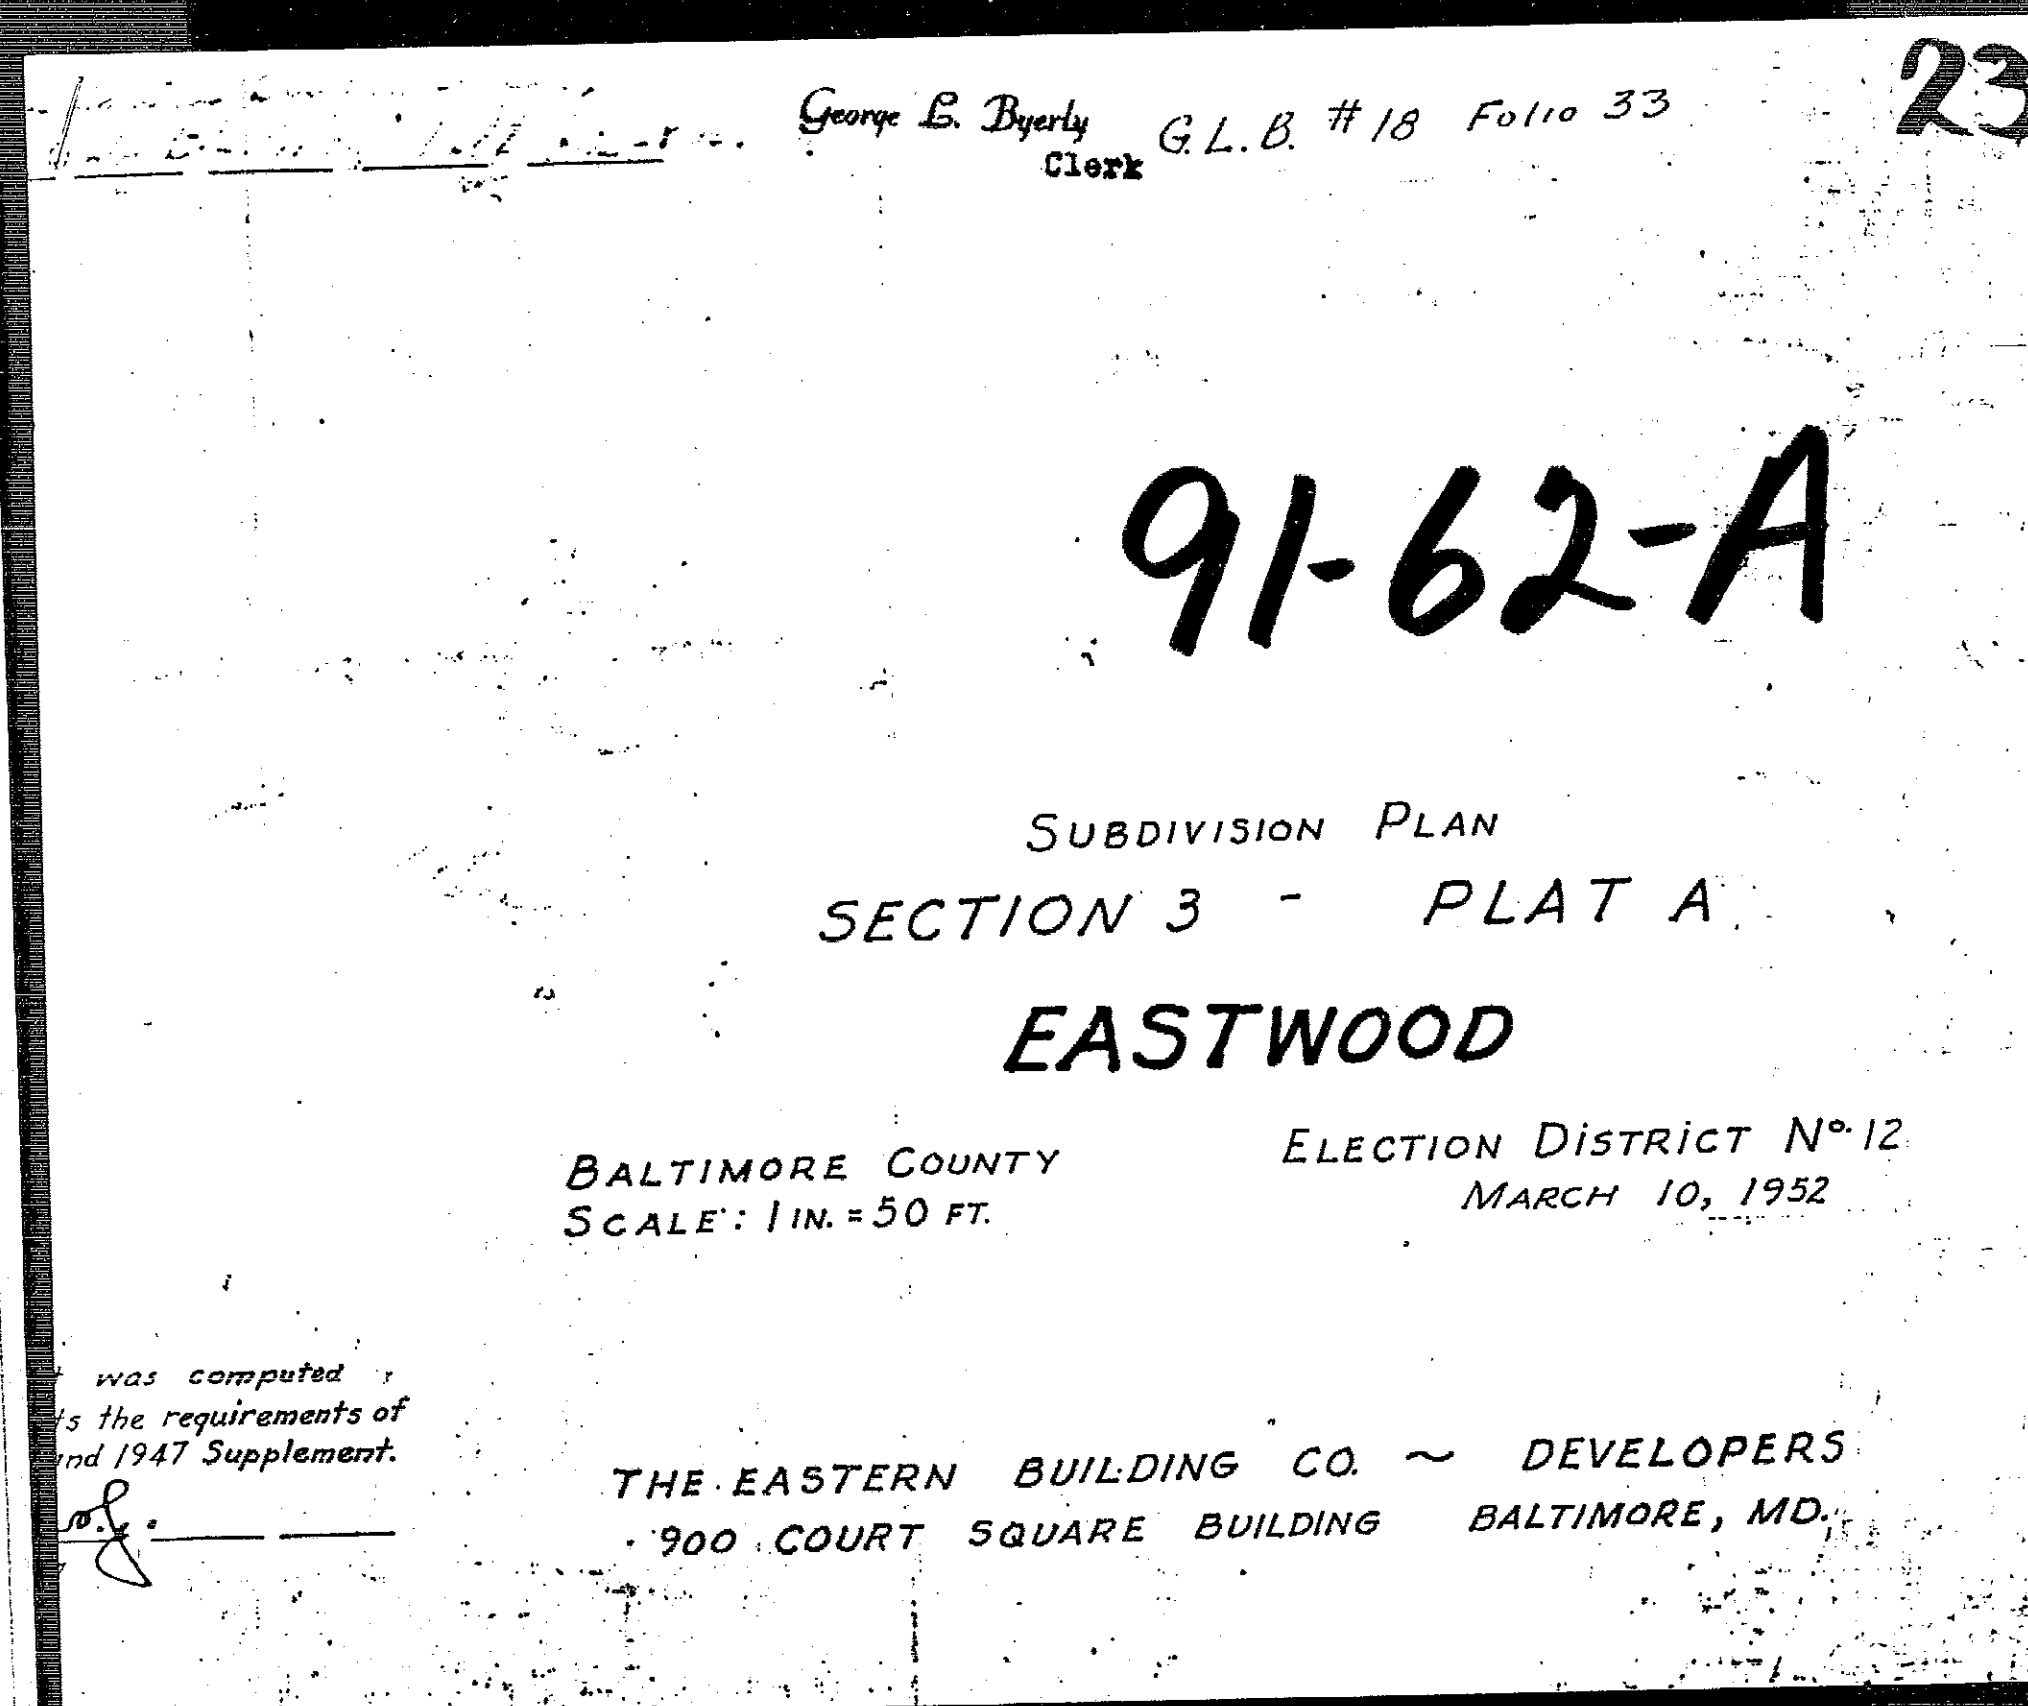 George L. Byerly G.L.B. #18 Folio 33
23
Clerk
91-62-A
SUBDIVISION PLAN
SECTION 3 - PLAT A
EASTWOOD
BALTIMORE COUNTY
SCALE: 1 IN. = 50 FT.
ELECTION DISTRICT No. 12
MARCH 10, 1952
was computed
the requirements of
1947 Supplement.
THE EASTERN BUILDING CO. ~ DEVELOPERS
900 COURT SQUARE BUILDING BALTIMORE, MD.